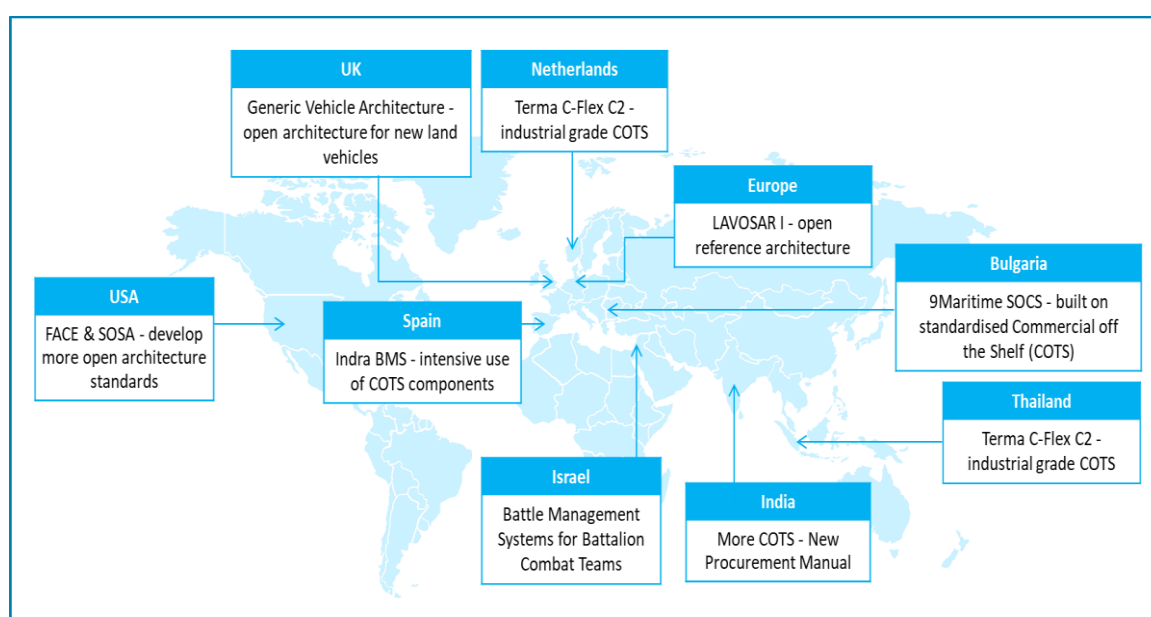 UK
Generic Vehicle Architecture -
open architecture for new land
vehicles
Netherlands
Terma C-Flex C2 -
industrial grade COTS
Europe
LAVOSAR I - open
reference architecture
Bulgaria
9Maritime SOCS - built on
standardised Commercial off
the Shelf (COTS)
USA
FACE & SOSA - develop
more open architecture
standards
Spain
Indra BMS - intensive use
of COTS components
Thailand
Terma C-Flex C2 -
industrial grade COTS
Israel
Battle Management
Systems for Battalion
Combat Teams
India
More COTS - New
Procurement Manual